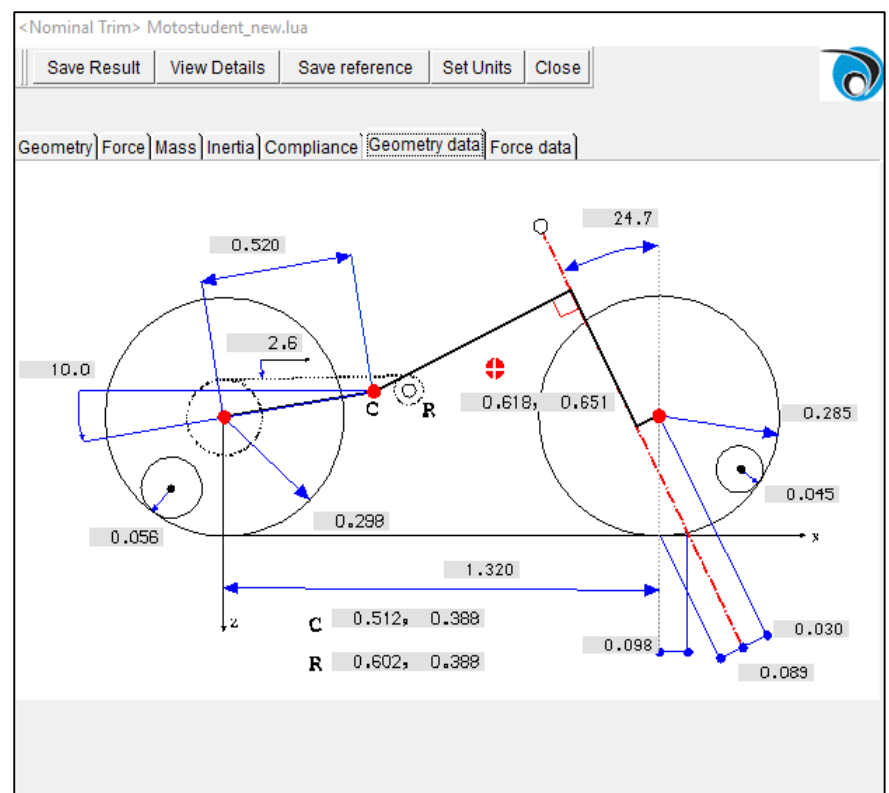 <Nominal Trim> Motostudent_new.lua
Save Result View Details Save reference Set Units Close
Geometry Force Mass Inertia Compliance Geometry data Force data
24.7
0.520
2.6
10.0
C R 0.618, 0.651
0.285
0.045
0.298
0.056
x
1.320
z
C 0.512, 0.388
0.030
0.098
R 0.602, 0.388
0.089